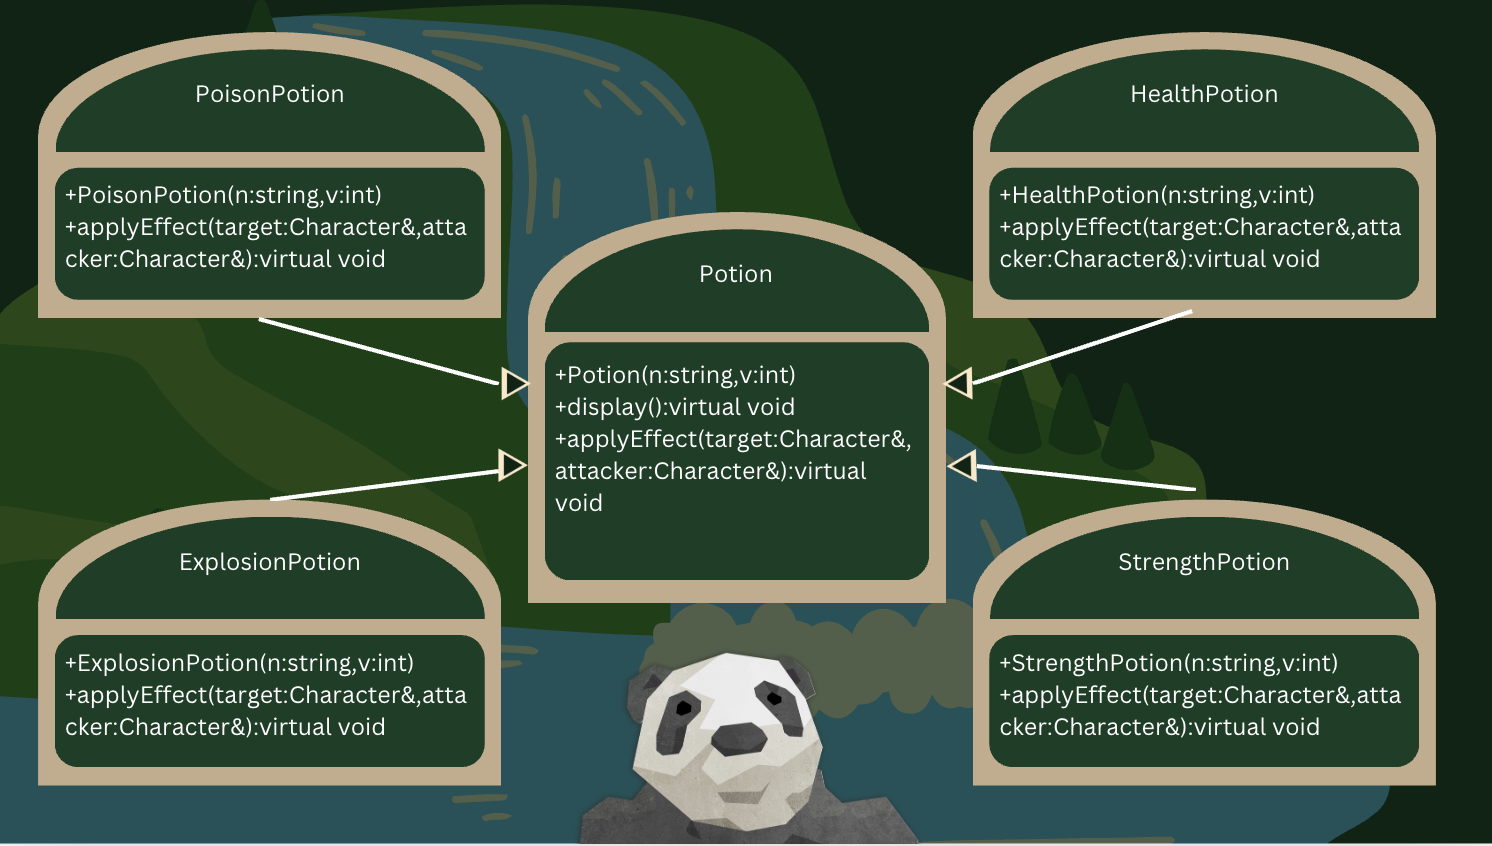 PoisonPotion
+PoisonPotion(n:string,v:int)
+applyEffect(target:Character&,atta
cker:Character&):virtual void
HealthPotion
+HealthPotion(n:string,v:int)
+applyEffect(target:Character&,atta
cker:Character&):virtual void
Potion
+Potion(n:string,v:int)
+display():virtual void
+applyEffect(target:Character&,
attacker:Character&):virtual
void
ExplosionPotion
+ExplosionPotion(n:string,v:int)
+applyEffect(target:Character&,atta
cker:Character&):virtual void
StrengthPotion
+StrengthPotion(n:string,v:int)
+applyEffect(target:Character&,atta
cker:Character&):virtual void